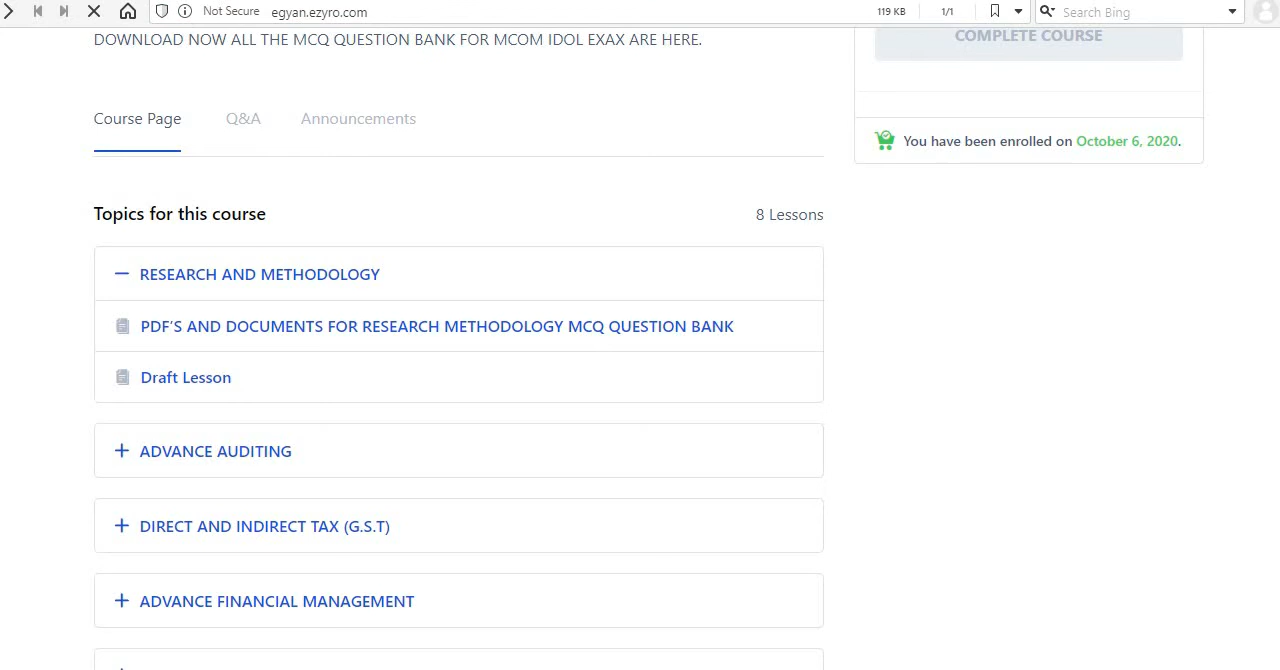 Not Secure egyan.ezyro.com 119 KB 1/1 Search Bing
DOWNLOAD NOW ALL THE MCQ QUESTION BANK FOR MCOM IDOL EXAX ARE HERE.
COMPLETE COURSE
Course Page Q&A Announcements
You have been enrolled on October 6, 2020.
Topics for this course 8 Lessons
RESEARCH AND METHODOLOGY
PDF'S AND DOCUMENTS FOR RESEARCH METHODOLOGY MCQ QUESTION BANK
Draft Lesson
ADVANCE AUDITING
DIRECT AND INDIRECT TAX (G.S.T)
ADVANCE FINANCIAL MANAGEMENT